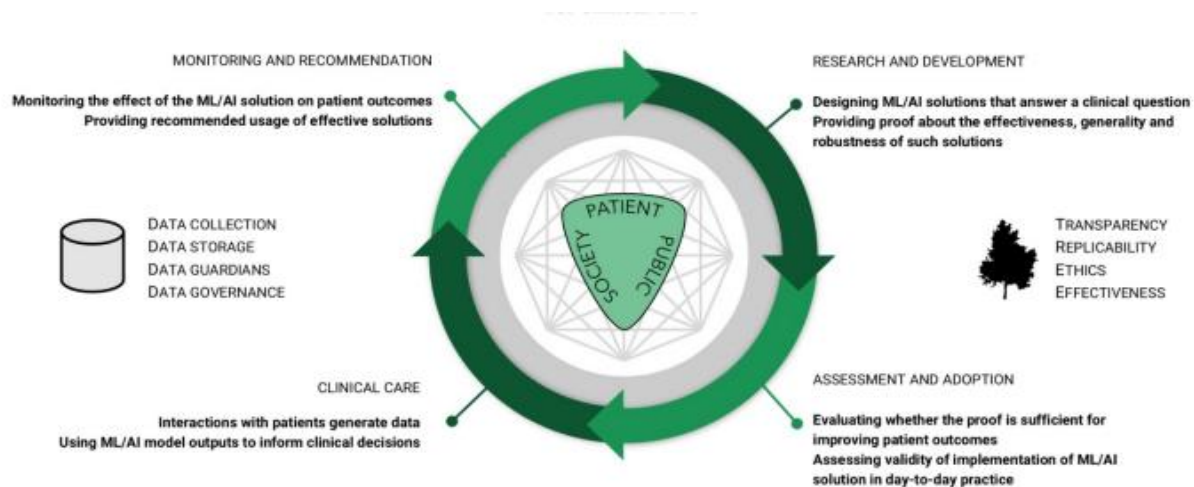 MONITORING AND RECOMMENDATION
Monitoring the effect of the ML/AI solution on patient outcomes
Providing recommended usage of effective solutions
RESEARCH AND DEVELOPMENT
Designing ML/AI solutions that answer a clinical question
Providing proof about the effectiveness, generality and
robustness of such solutions
DATA COLLECTION
DATA STORAGE
DATA GUARDIANS
DATA GOVERNANCE
PATIENT
PUBLIC
SOCIETY
TRANSPARENCY
REPLICABILITY
ETHICS
EFFECTIVENESS
CLINICAL CARE
Interactions with patients generate data
Using ML/AI model outputs to inform clinical decisions
ASSESSMENT AND ADOPTION
Evaluating whether the proof is sufficient for
improving patient outcomes
Assessing validity of implementation of ML/AI
solution in day-to-day practice